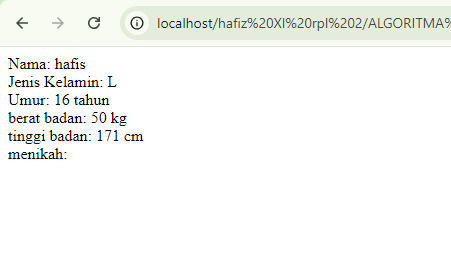 localhost/hafiz%20XI%20rpl%202/ALGORITMA%
Nama: hafis
Jenis Kelamin: L
Umur: 16 tahun
berat badan: 50 kg
tinggi badan: 171 cm
menikah: